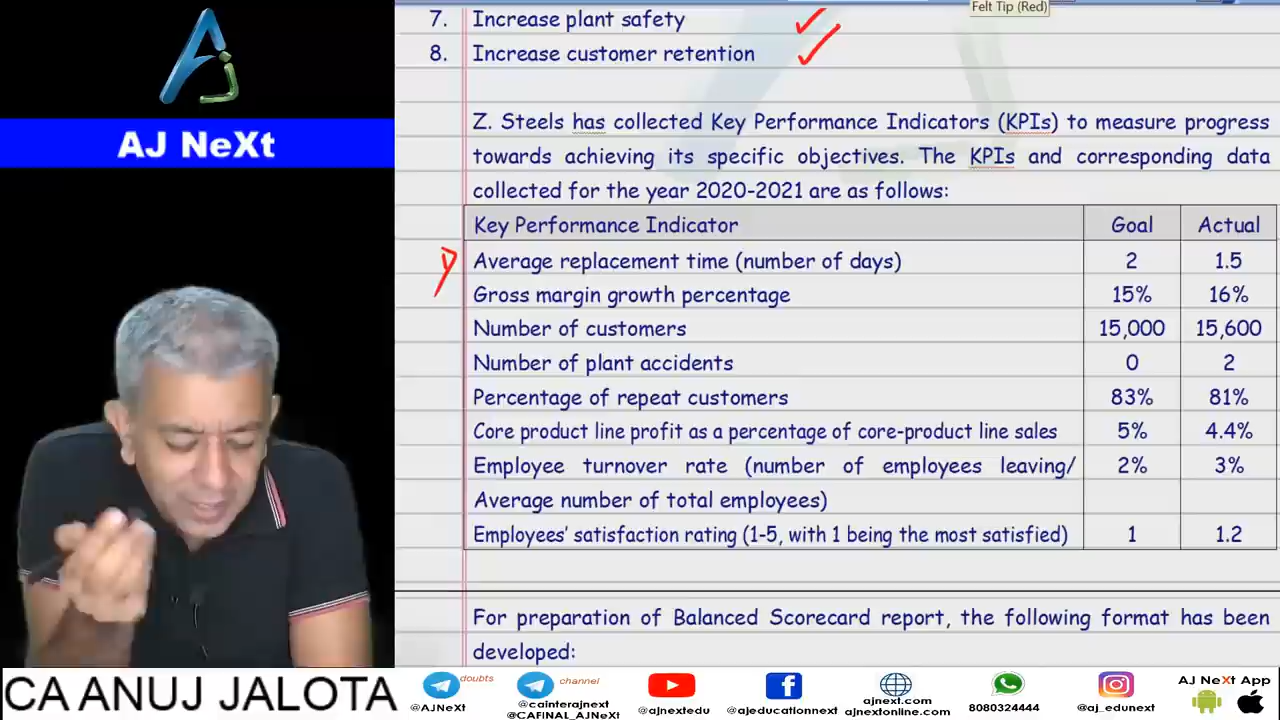 Felt Tip (Red)
7. Increase plant safety
8. Increase customer retention
AJ NeXt
Z. Steels has collected Key Performance Indicators (KPIs) to measure progress
towards achieving its specific objectives. The KPIs and corresponding data
collected for the year 2020-2021 are as follows:
Key Performance Indicator Goal Actual
Average replacement time (number of days) 2 1.5
Gross margin growth percentage 15% 16%
Number of customers 15,000 15,600
Number of plant accidents 0 2
Percentage of repeat customers 83% 81%
Core product line profit as a percentage of core-product line sales 5% 4.4%
Employee turnover rate (number of employees leaving/ 2% 3%
Average number of total employees)
Employees' satisfaction rating (1-5, with 1 being the most satisfied) 1 1.2
For preparation of Balanced Scorecard report, the following format has been
developed:
CA ANUJ JALOTA
doubts
@AJNeXt
channel
@cainterajnext
@CAFINAL_AJNeXt
@ajnextedu
@ajeducationnext
ajnext.com
ajnextonline.com
8080324444
@aj_edunext
AJ NeXt App